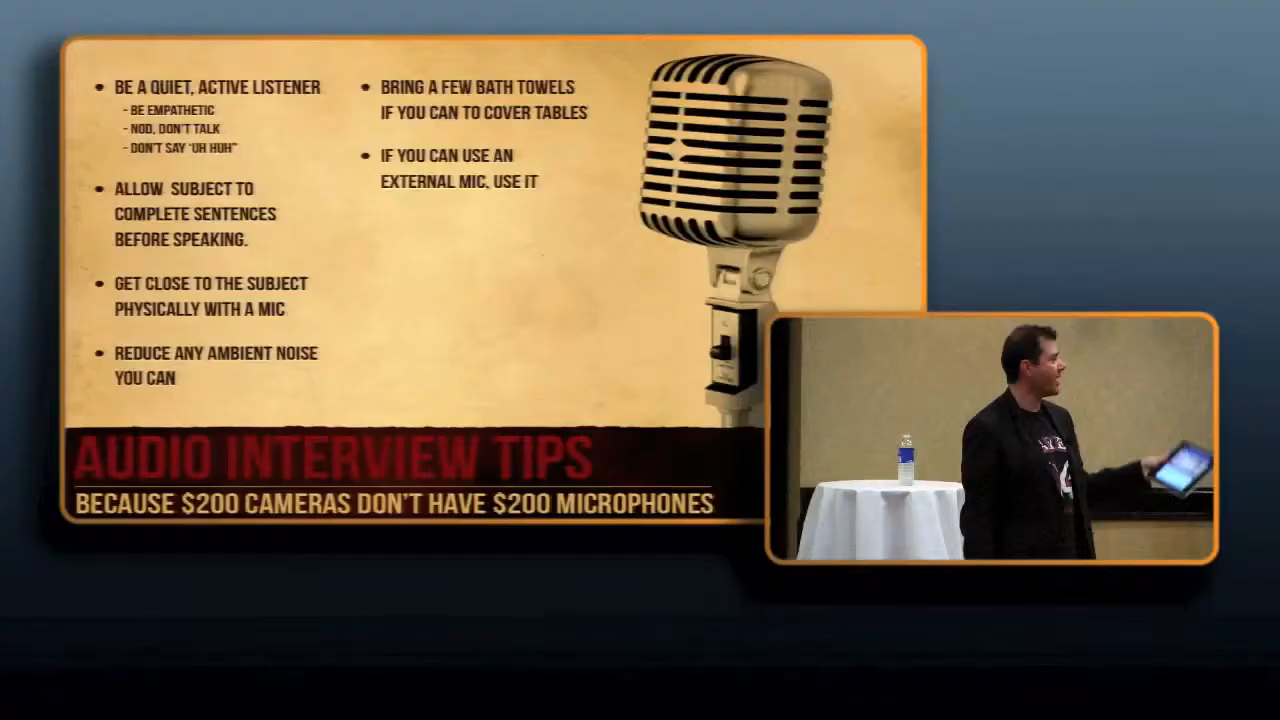 • BE A QUIET, ACTIVE LISTENER
- BE EMPATHETIC
- NOD, DON'T TALK
- DON'T SAY 'UH HUH"
• ALLOW SUBJECT TO
COMPLETE SENTENCES
BEFORE SPEAKING.
• GET CLOSE TO THE SUBJECT
PHYSICALLY WITH A MIC
• REDUCE ANY AMBIENT NOISE
YOU CAN
• BRING A FEW BATH TOWELS
IF YOU CAN TO COVER TABLES
• IF YOU CAN USE AN
EXTERNAL MIC, USE IT
AUDIO INTERVIEW TIPS
BECAUSE $200 CAMERAS DON'T HAVE $200 MICROPHONES